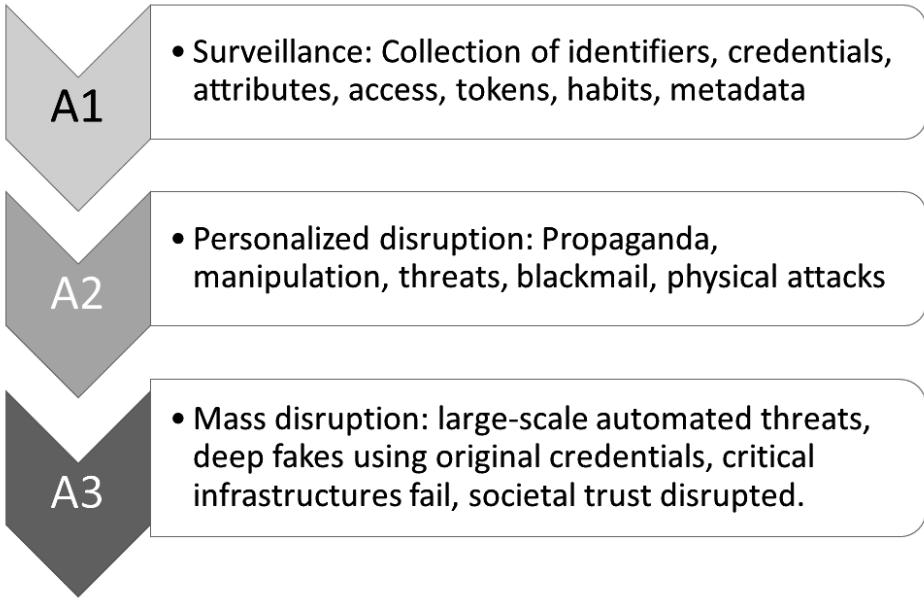 A1
• Surveillance: Collection of identifiers, credentials,
attributes, access, tokens, habits, metadata
A2
• Personalized disruption: Propaganda,
manipulation, threats, blackmail, physical attacks
A3
• Mass disruption: large-scale automated threats,
deep fakes using original credentials, critical
infrastructures fail, societal trust disrupted.